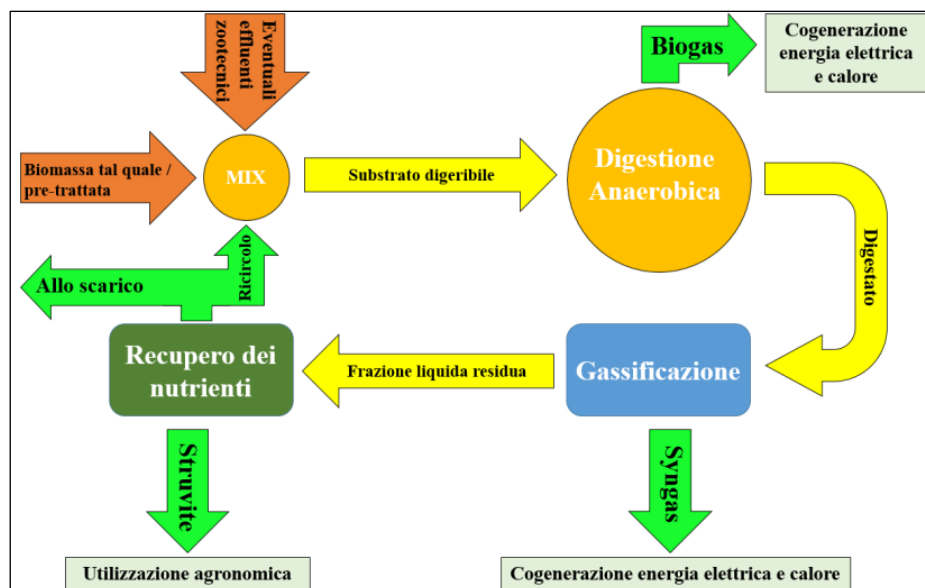 Eventuali
effluenti
zootecnici
Biogas
Cogenerazione
energia elettrica
e calore
Biomassa tal quale /
pre-trattata
MIX
Substrato digeribile
Digestione
Anaerobica
Digestato
Ricircolo
Allo scarico
Recupero dei
nutrienti
Frazione liquida residua
Gassificazione
Struvite
Syngas
Utilizzazione agronomica
Cogenerazione energia elettrica e calore